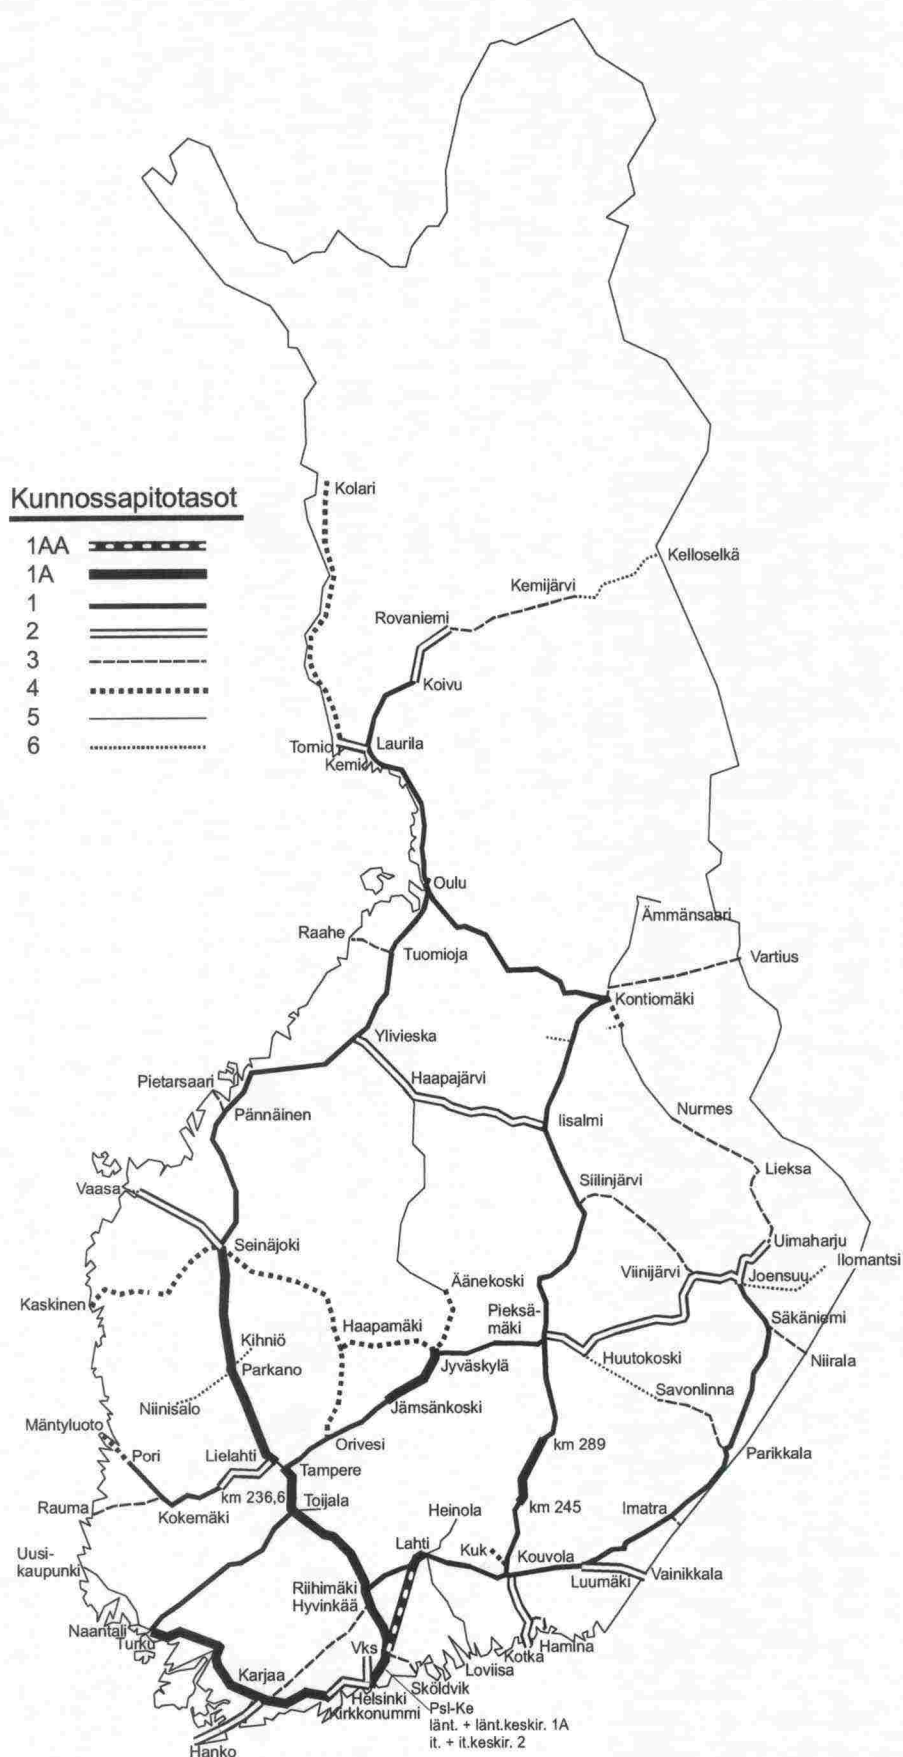 Kunnossapitotasot
1AA
1A
1
2
3
4
5
6
Kolari
Kelloselkä
Kemijärvi
Rovaniemi
Koivu
Tornio
Laurila
Kemi
Oulu
Ämmänsaari
Raahe
Tuomioja
Vartius
Kontiomäki
Ylivieska
Pietarsaari
Haapajärvi
Pännäinen
Nurmes
Iisalmi
Lieksa
Vaasa
Siilinjärvi
Seinäjoki
Uimaharju
Ilomantsi
Viinijärvi
Joensuu
Äänekoski
Kaskinen
Pieksä-
mäki
Haapamäki
Säkäniemi
Kihniö
Huutokoski
Niirala
Parkano
Jyväskylä
Savonlinna
Niinisalo
Jämsänkoski
Mäntyluoto
Orivesi
km 289
Pori
Lielahti
Parikkala
Tampere
km 236,6
Toijala
km 245
Rauma
Kokemäki
Heinola
Imatra
Lahti
Kuk
Kouvola
Uusi-
kaupunki
Luumäki
Vainikkala
Riihimäki
Hyvinkää
Naantali
Turku
Vks
Hamina
Kotka
Loviisa
Karjaa
Sköldvik
Helsinki
Kirkkonummi
Psl-Ke
länt. + länt.keskir. 1A
it. + it.keskir. 2
Hanko